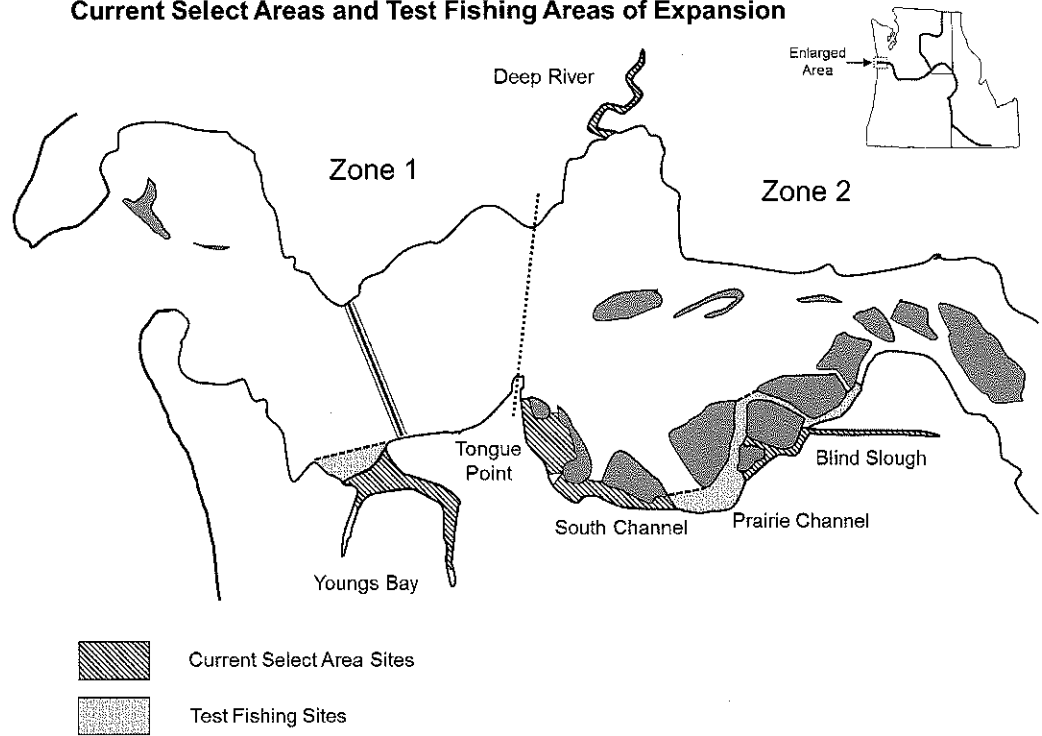 Current Select Areas and Test Fishing Areas of Expansion
Enlarged
Area
Deep River
Zone 1
Zone 2
Tongue
Point
Blind Slough
South Channel
Prairie Channel
Youngs Bay
Current Select Area Sites
Test Fishing Sites